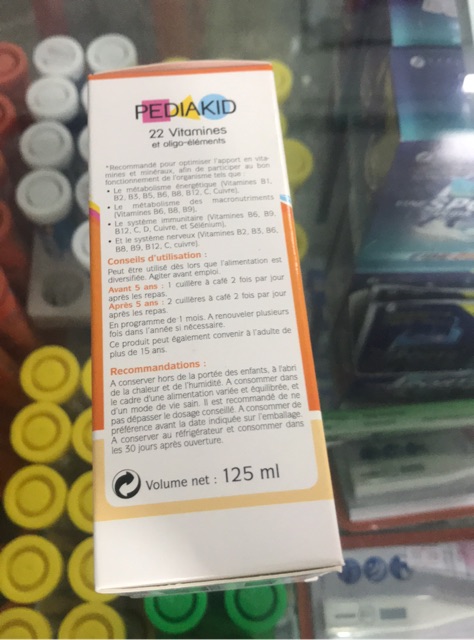 PEDIAKID
22 Vitamines
et oligo-éléments
*Recommandé pour optimiser l'apport en vita-
mines et minéraux, afin de participer au bon
fonctionnement de l'organisme tels que :
• Le métabolisme énergétique (Vitamines B1,
B2, B3, B5, B6, B8, B12, C, Cuivre),
• Le métabolisme des macronutriments
(Vitamines B6, B8, B9),
• Le système immunitaire (Vitamines B6, B9,
B12, C, D, Cuivre, et Sélénium),
• Et le système nerveux (Vitamines B2, B3, B6,
B8, B9, B12, C, cuivre).
Conseils d'utilisation :
Peut être utilisé dès lors que l'alimentation est
diversifiée. Agiter avant emploi.
Avant 5 ans : 1 cuillère à café 2 fois par jour
après les repas.
Après 5 ans : 2 cuillères à café 2 fois par jour
après les repas.
En programme de 1 mois. A renouveler plusieurs
fois dans l'année si nécessaire.
Ce produit peut également convenir à l'adulte de
plus de 15 ans.
Recommandations :
A conserver hors de la portée des enfants, à l'abri
de la chaleur et de l'humidité. A consommer dans
le cadre d'une alimentation variée et équilibrée, et
d'un mode de vie sain. Il est recommandé de ne
pas dépasser le dosage conseillé. A consommer de
préférence avant la date indiquée sur l'emballage.
A conserver au réfrigérateur et consommer dans
les 30 jours après ouverture.
Volume net : 125 ml